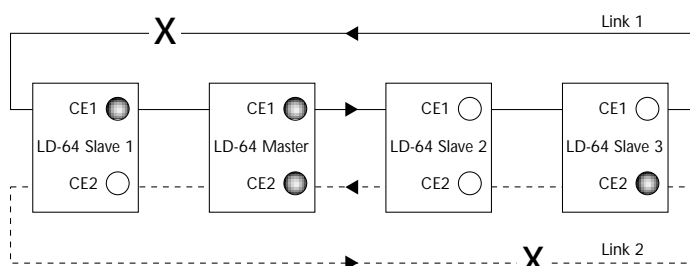 X
Link 1
CE1
CE1
CE1
CE1
LD-64 Slave 1
LD-64 Master
LD-64 Slave 2
LD-64 Slave 3
CE2
CE2
CE2
CE2
Link 2
X